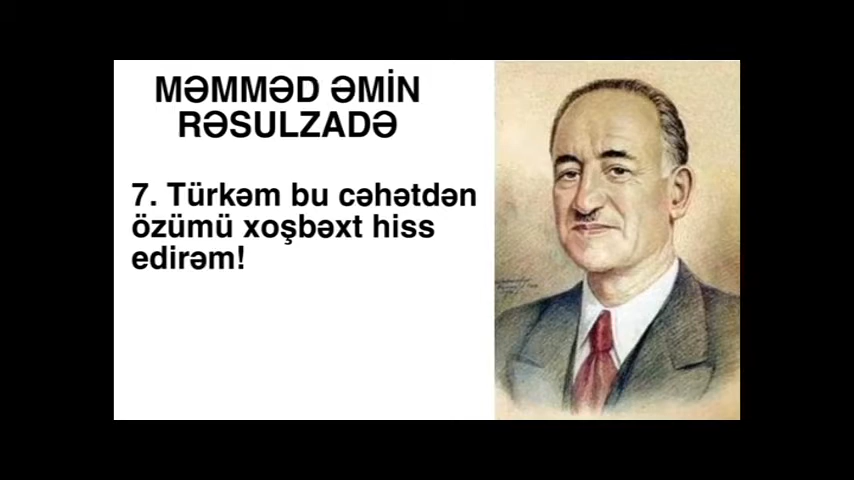 MƏMMƏD ƏMİN
RƏSULZADƏ
7. Türkəm bu cəhətdən
özümü xoşbəxt hiss
edirəm!